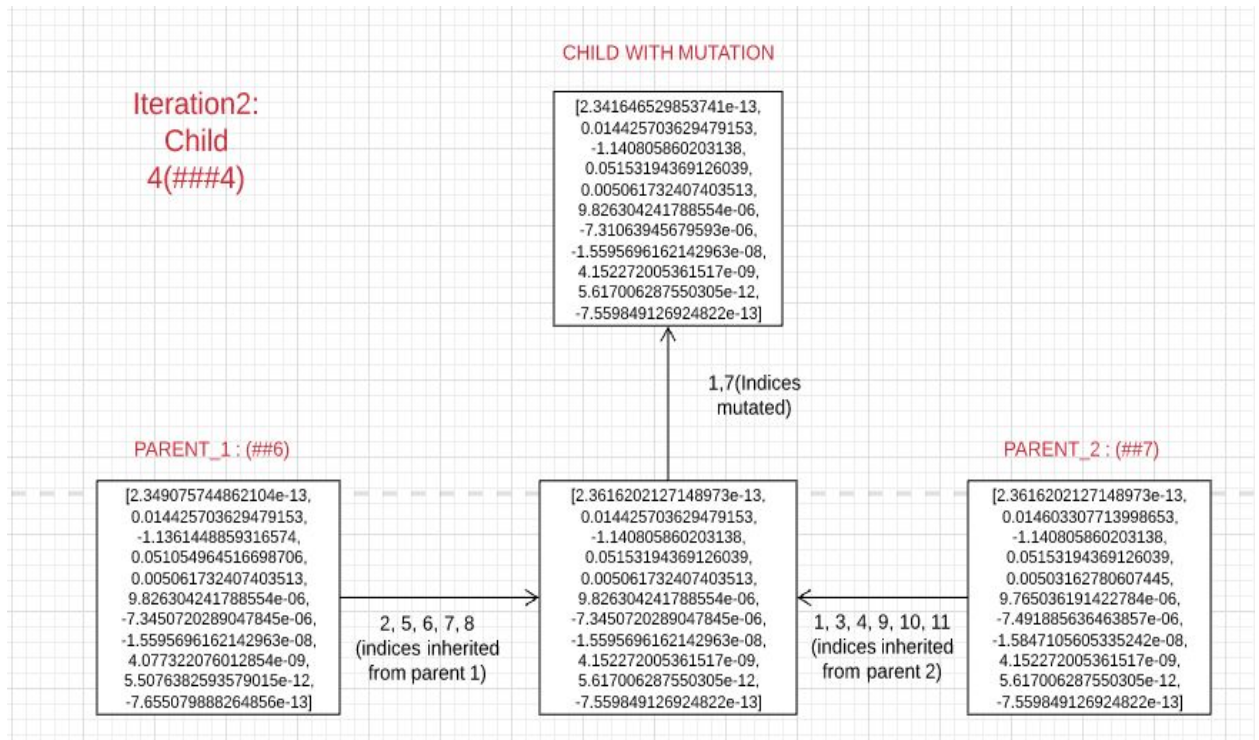 CHILD WITH MUTATION
Iteration2:
Child
4(###4)
[2.341646529853741e-13,
0.014425703629479153,
-1.140805860203138,
0.05153194369126039,
0.005061732407403513,
9.826304241788554e-06,
-7.31063945679593e-06,
-1.5595696162142963e-08,
4.152272005361517e-09,
5.617006287550305e-12,
-7.559849126924822e-13]
1,7(Indices
mutated)
PARENT_1 : (##6)
[2.349075744862104e-13,
0.014425703629479153,
-1.1361448859316574,
0.051054964516698706,
0.005061732407403513,
9.826304241788554e-06,
-7.3450720289047845e-06,
-1.5595696162142963e-08,
4.077322076012854e-09,
5.5076382593579015e-12,
-7.655079888264856e-13]
2, 5, 6, 7, 8
(indices inherited
from parent 1)
[2.3616202127148973e-13,
0.014425703629479153,
-1.140805860203138,
0.05153194369126039,
0.005061732407403513,
9.826304241788554e-06,
-7.3450720289047845e-06,
-1.5595696162142963e-08,
4.152272005361517e-09,
5.617006287550305e-12,
-7.559849126924822e-13]
1, 3, 4, 9, 10, 11
(indices inherited
from parent 2)
PARENT_2 : (##7)
[2.3616202127148973e-13,
0.014603307713998653,
-1.140805860203138,
0.05153194369126039,
0.00503162780607445,
9.765036191422784e-06,
-7.491885636463857e-06,
-1.5847105605335242e-08,
4.152272005361517e-09,
5.617006287550305e-12,
-7.559849126924822e-13]